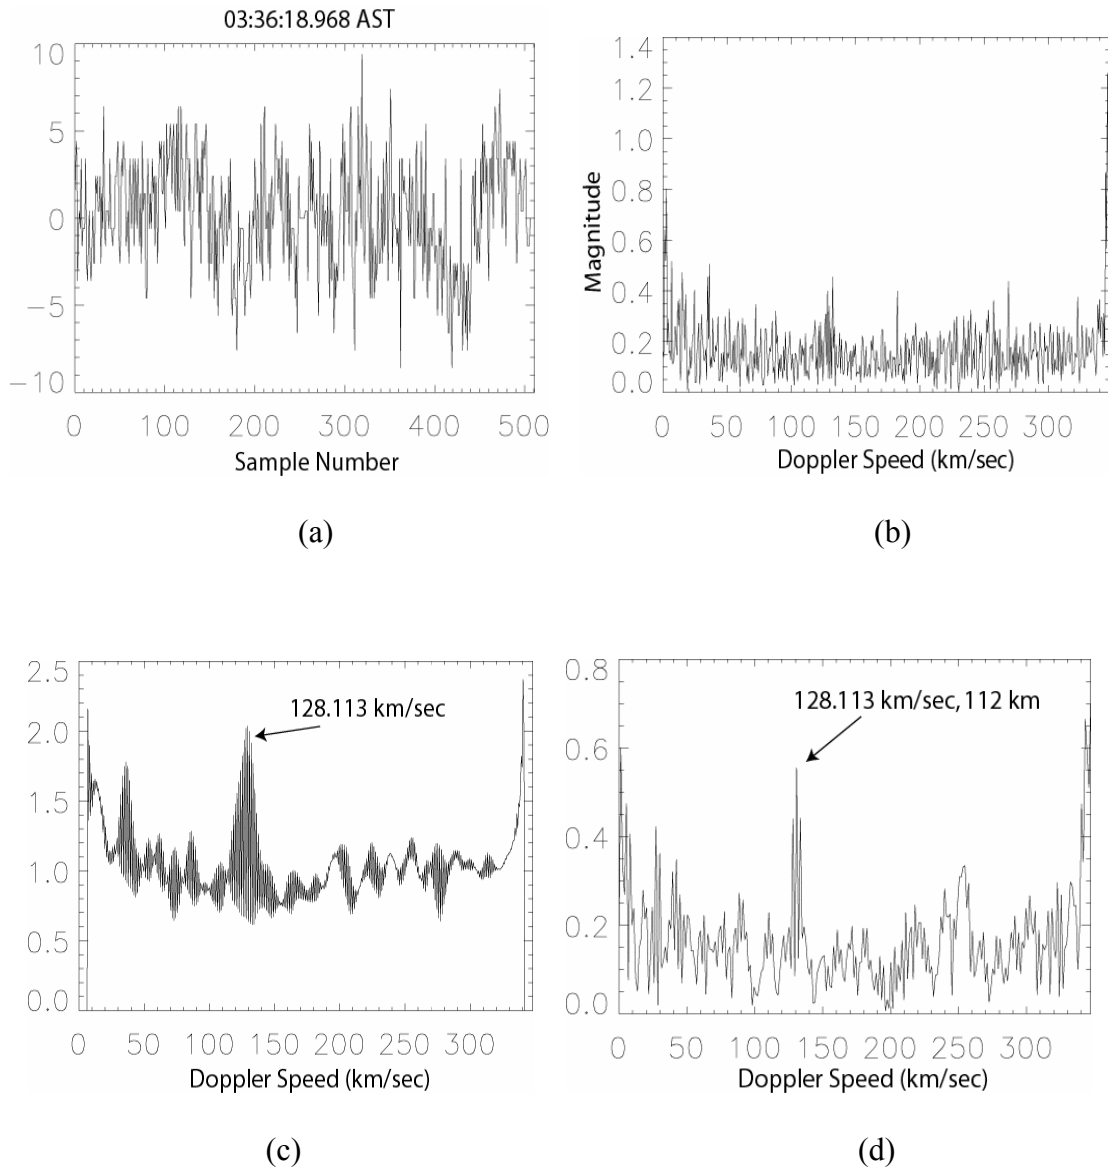 03:36:18.968 AST
10
5
0
−5
−10
0 100 200 300 400 500
Sample Number
(a)
1.4
1.2
1.0
0.8
0.6
0.4
0.2
0.0
Magnitude
0 50 100 150 200 250 300
Doppler Speed (km/sec)
(b)
2.5
2.0
1.5
1.0
0.5
0.0
128.113 km/sec
0 50 100 150 200 250 300
Doppler Speed (km/sec)
(c)
0.8
0.6
0.4
0.2
0.0
128.113 km/sec, 112 km
0 50 100 150 200 250 300
Doppler Speed (km/sec)
(d)